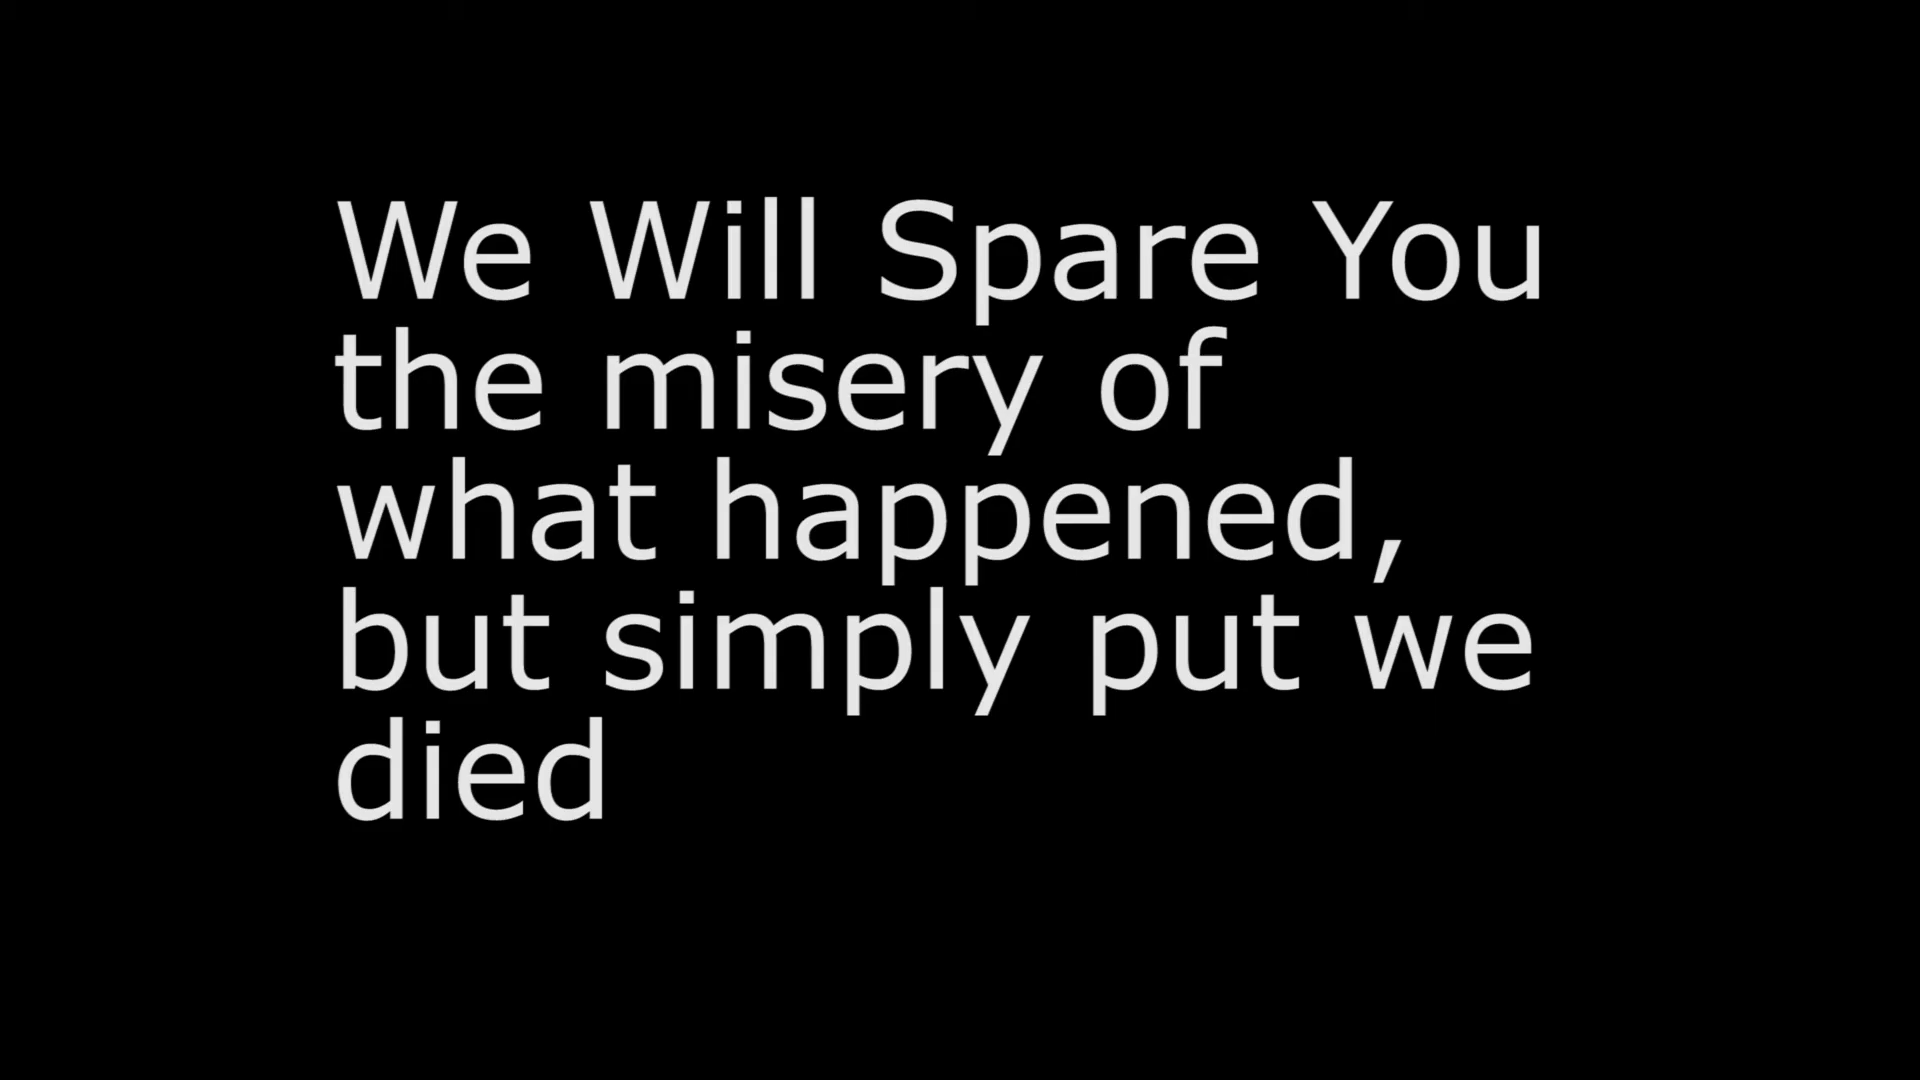 We Will Spare You
the misery of
what happened,
but simply put we
died